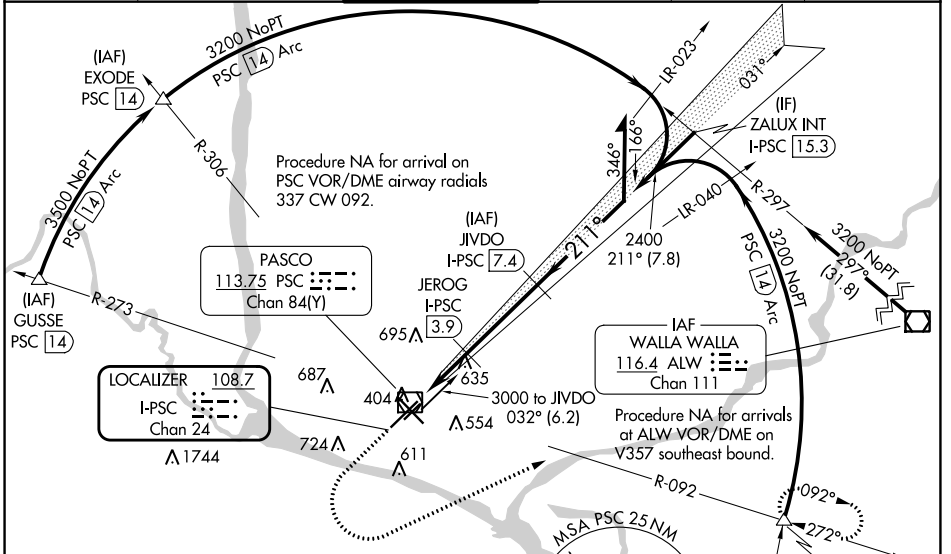 3200 NoPT
PSC 14 Arc
(IAF)
EXODE
PSC 14
LR-023
031°
(IF)
ZALUX INT
I-PSC 15.3
3500 NoPT
PSC 14 Arc
R-306
Procedure NA for arrival on
PSC VOR/DME airway radials
337 CW 092.
346°
166°
LR-040
R-297
211°
2400
211° (7.8)
3200 NoPT
297°
(31.8)
3200 NoPT
PSC 14 Arc
(IAF)
JIVDO
I-PSC 7.4
JEROG
I-PSC
3.9
PASCO
113.75 PSC
Chan 84(Y)
(IAF)
GUSSE
PSC 14
R-273
695
635
687
404
IAF
WALLA WALLA
116.4 ALW
Chan 111
LOCALIZER 108.7
I-PSC
Chan 24
3000 to JIVDO
032° (6.2)
554
Procedure NA for arrivals
at ALW VOR/DME on
V357 southeast bound.
1744
724
611
R-092
092°
272°
MSA PSC 25 NM